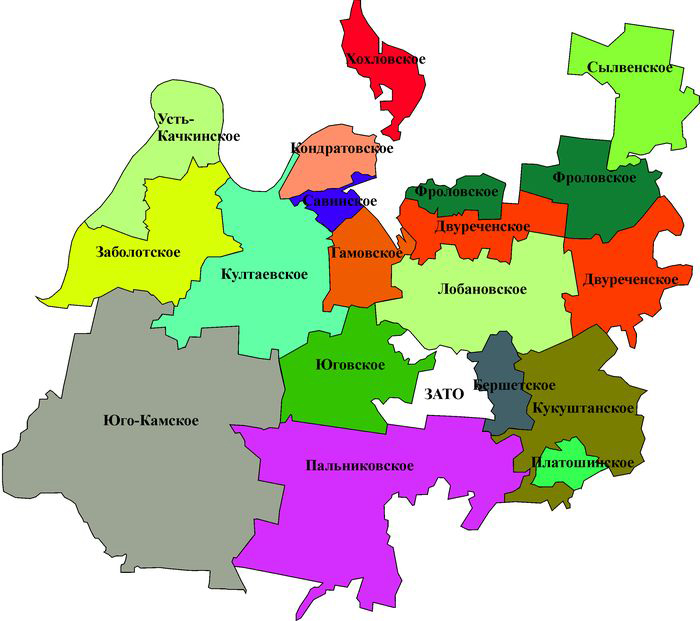 Хохловское
Сылвенское
Усть-
Качкинское
Кондратовское
Фроловское
Фроловское
Савинское
Двуреченское
Заболотское
Тамовское
Култаевское
Двуреченское
Лобановское
Юговское
Бершетское
ЗАТО
Кукуштанское
Юго-Камское
Пальниковское
Платошинское